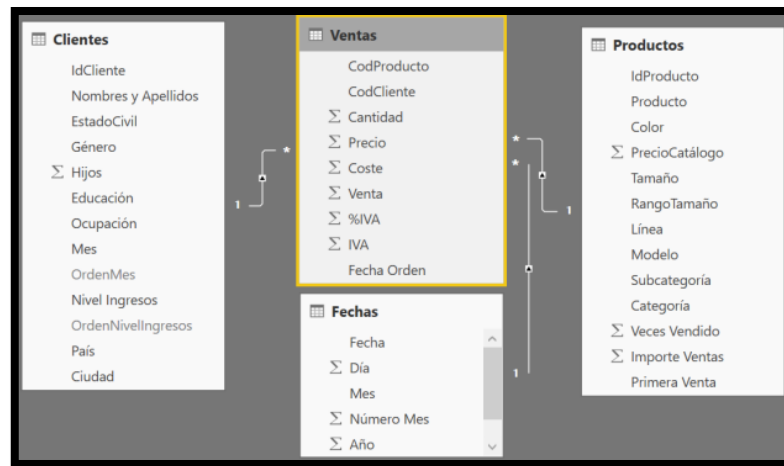 Clientes
IdCliente
Nombres y Apellidos
EstadoCivil
Género
Σ Hijos
Educación
Ocupación
Mes
OrdenMes
Nivel Ingresos
OrdenNivelIngresos
País
Ciudad
1
*
Ventas
CodProducto
CodCliente
Σ Cantidad
Σ Precio
Σ Coste
Σ Venta
Σ %IVA
Σ IVA
Fecha Orden
*
*
1
1
Fechas
Fecha
Σ Día
Mes
Σ Número Mes
Σ Año
Productos
IdProducto
Producto
Color
Σ PrecioCatálogo
Tamaño
RangoTamaño
Línea
Modelo
Subcategoría
Categoría
Σ Veces Vendido
Σ Importe Ventas
Primera Venta